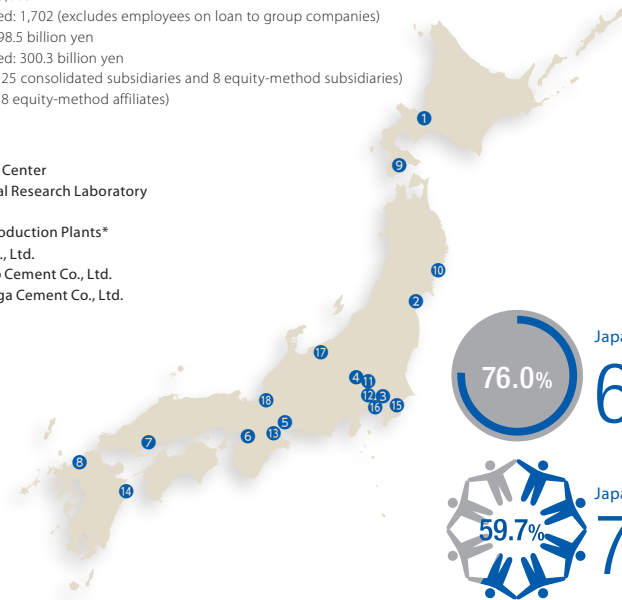 ed: 1,702 (excludes employees on loan to group companies)
98.5 billion yen
ed: 300.3 billion yen
25 consolidated subsidiaries and 8 equity-method subsidiaries)
8 equity-method affiliates)
Center
al Research Laboratory
oduction Plants*
., Ltd.
Cement Co., Ltd.
ga Cement Co., Ltd.
1
9
10
2
17
4
11
12
3
16
15
18
5
13
6
7
8
14
76.0%
Japa
6
59.7%
Japa
7